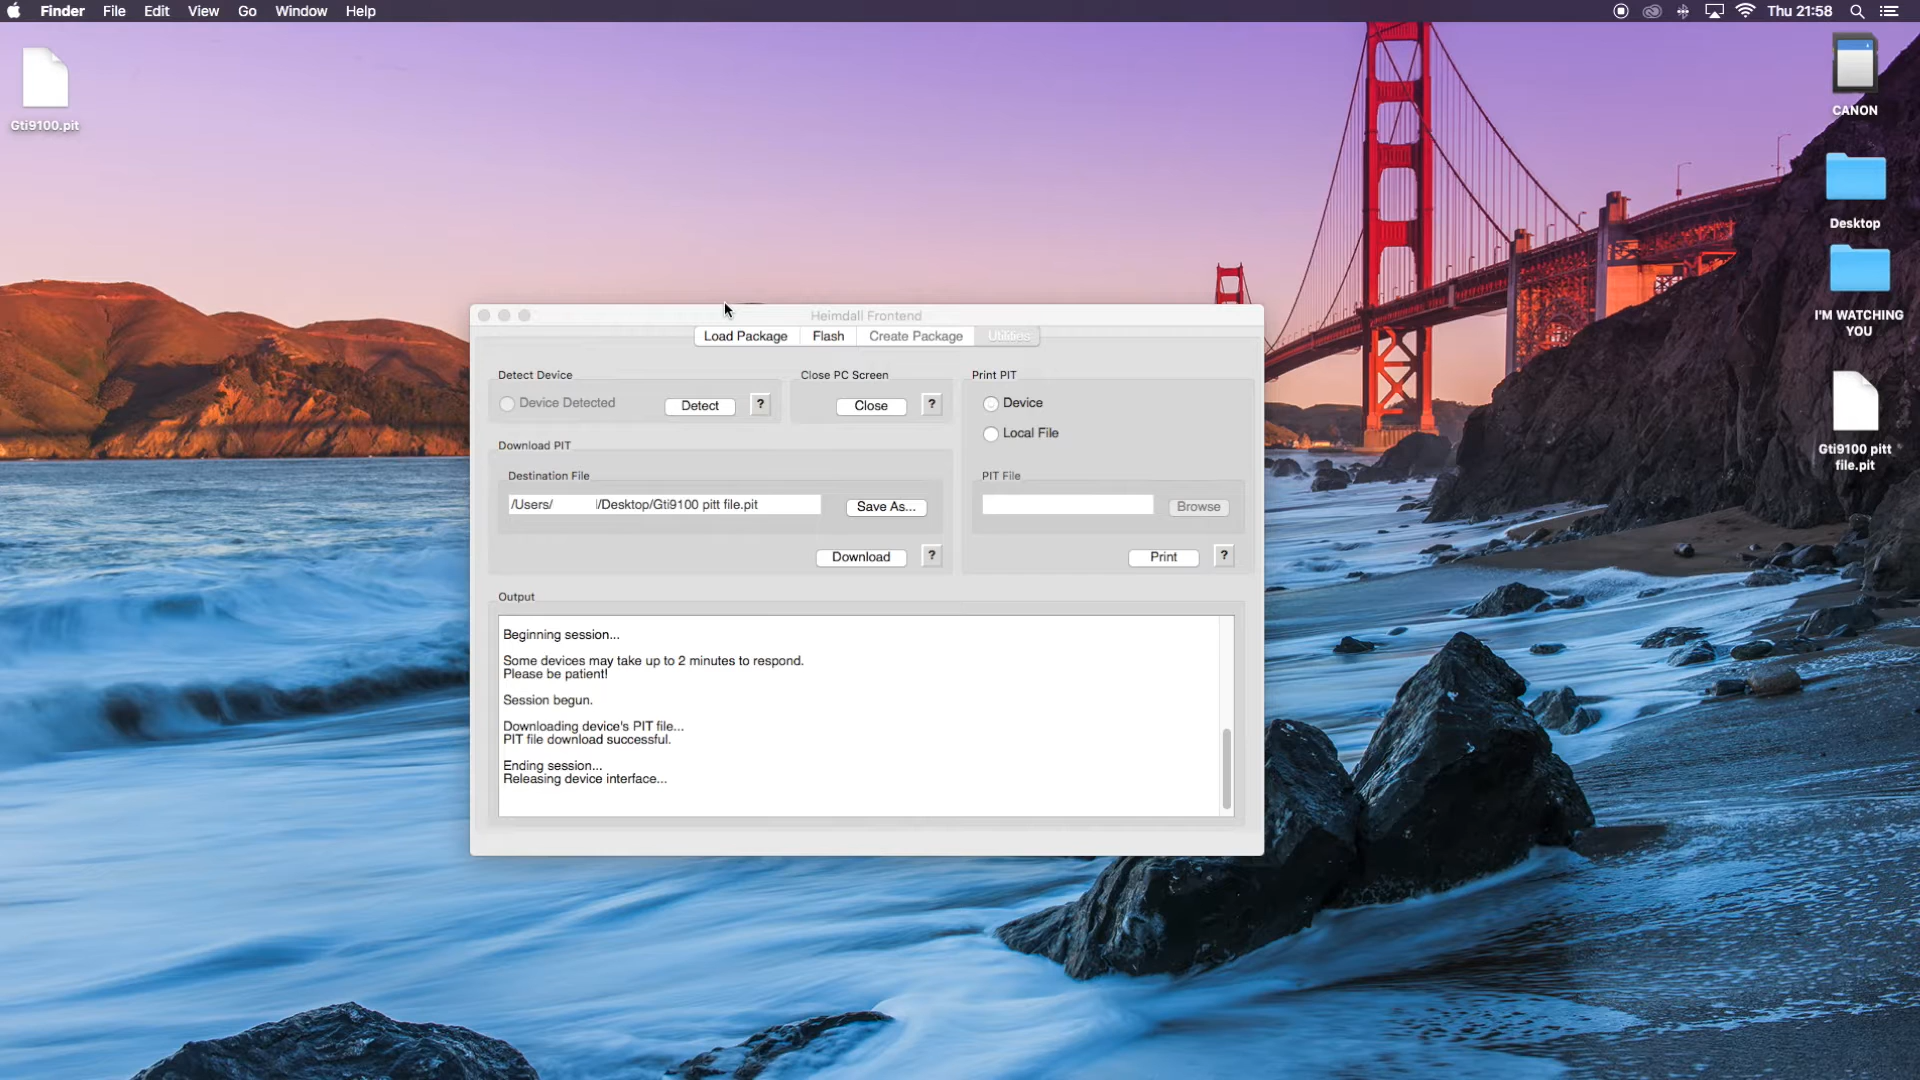 Finder File Edit View Go Window Help
Thu 21:58
Gti9100.pit
CANON
Desktop
I'M WATCHING
YOU
Gti9100 pitt
file.pit
Heimdall Frontend
Load Package Flash Create Package Utilities
Detect Device
Device Detected
Detect
?
Close PC Screen
Close
?
Print PIT
Device
Local File
Download PIT
Destination File
/Users/ /Desktop/Gti9100 pitt file.pit
Save As...
Download
?
PIT File
Browse
Print
?
Output
Beginning session...
Some devices may take up to 2 minutes to respond.
Please be patient!
Session begun.
Downloading device's PIT file...
PIT file download successful.
Ending session...
Releasing device interface...